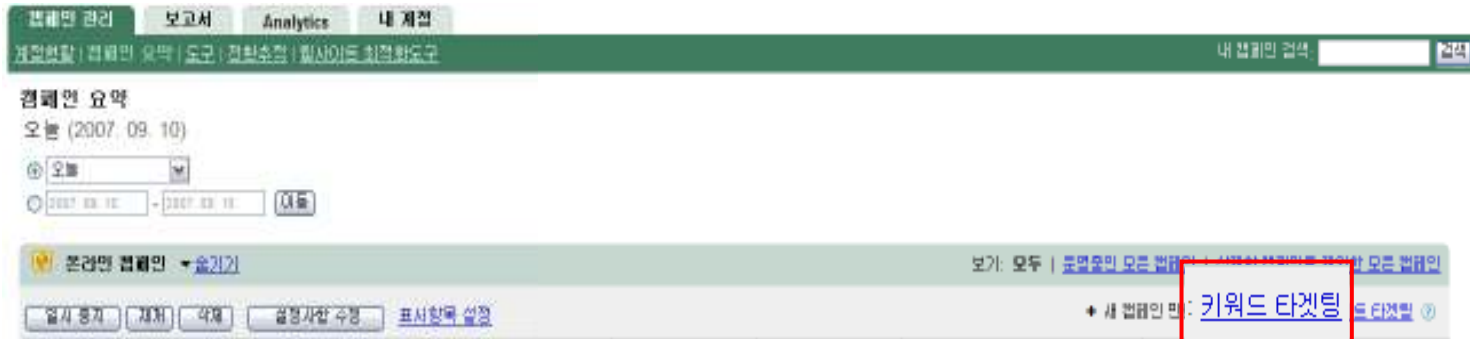 캠페인 관리 보고서 Analytics 내 계정
계정현황 | 캠페인 요약 | 도구 | 전환추적 | 웹사이트 최적화도구 내 캠페인 검색: 검색
캠페인 요약
오늘 (2007. 09. 10)
오늘
2007. 09. 10 - 2007. 09. 10 이동
온라인 캠페인 ▼숨기기 보기: 모두 | 운영중인 모든 캠페인 | 모든 캠페인
일시 중지 재개 삭제 설정사항 수정 표시항목 설정 + 새 캠페인 만 : 키워드 타겟팅 드 타겟팅